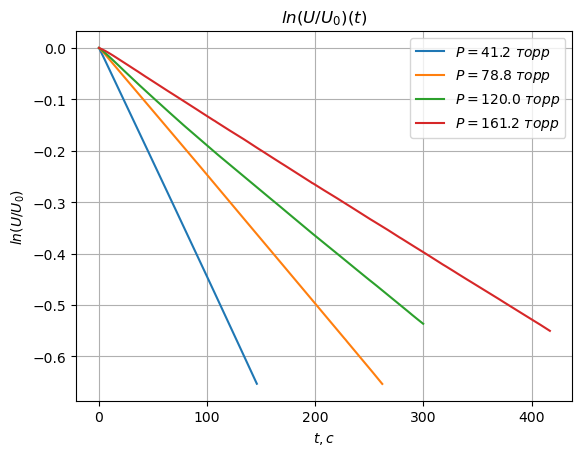 ln(U/U₀)(t)
P = 41.2 торр
P = 78.8 торр
P = 120.0 торр
P = 161.2 торр
ln(U/U₀)
0.0
−0.1
−0.2
−0.3
−0.4
−0.5
−0.6
0 100 200 300 400
t, с